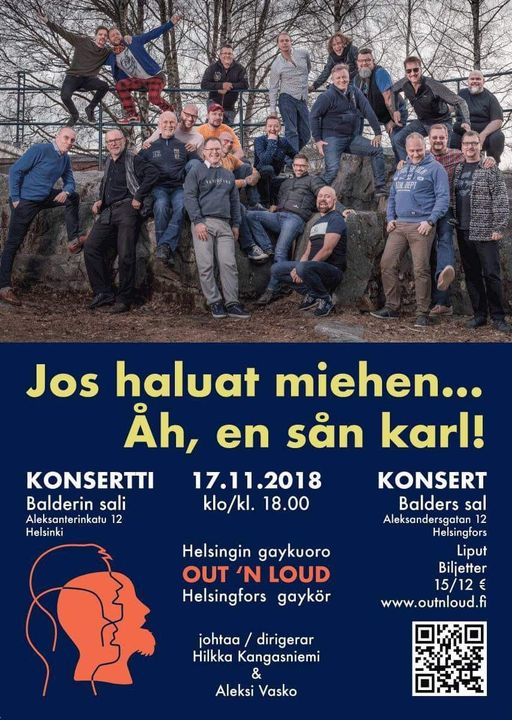 Jos haluat miehen...
Åh, en sån karl!
KONSERTTI
Balderin sali
Aleksanterinkatu 12
Helsinki
17.11.2018
klo/kl. 18.00
KONSERT
Balders sal
Aleksandersgatan 12
Helsingfors
Helsingin gaykuoro
OUT 'N LOUD
Helsingfors gaykör
Liput
Biljetter
15/12 €
www.outnloud.fi
johtaa / dirigerar
Hilkka Kangasniemi
&
Aleksi Vasko